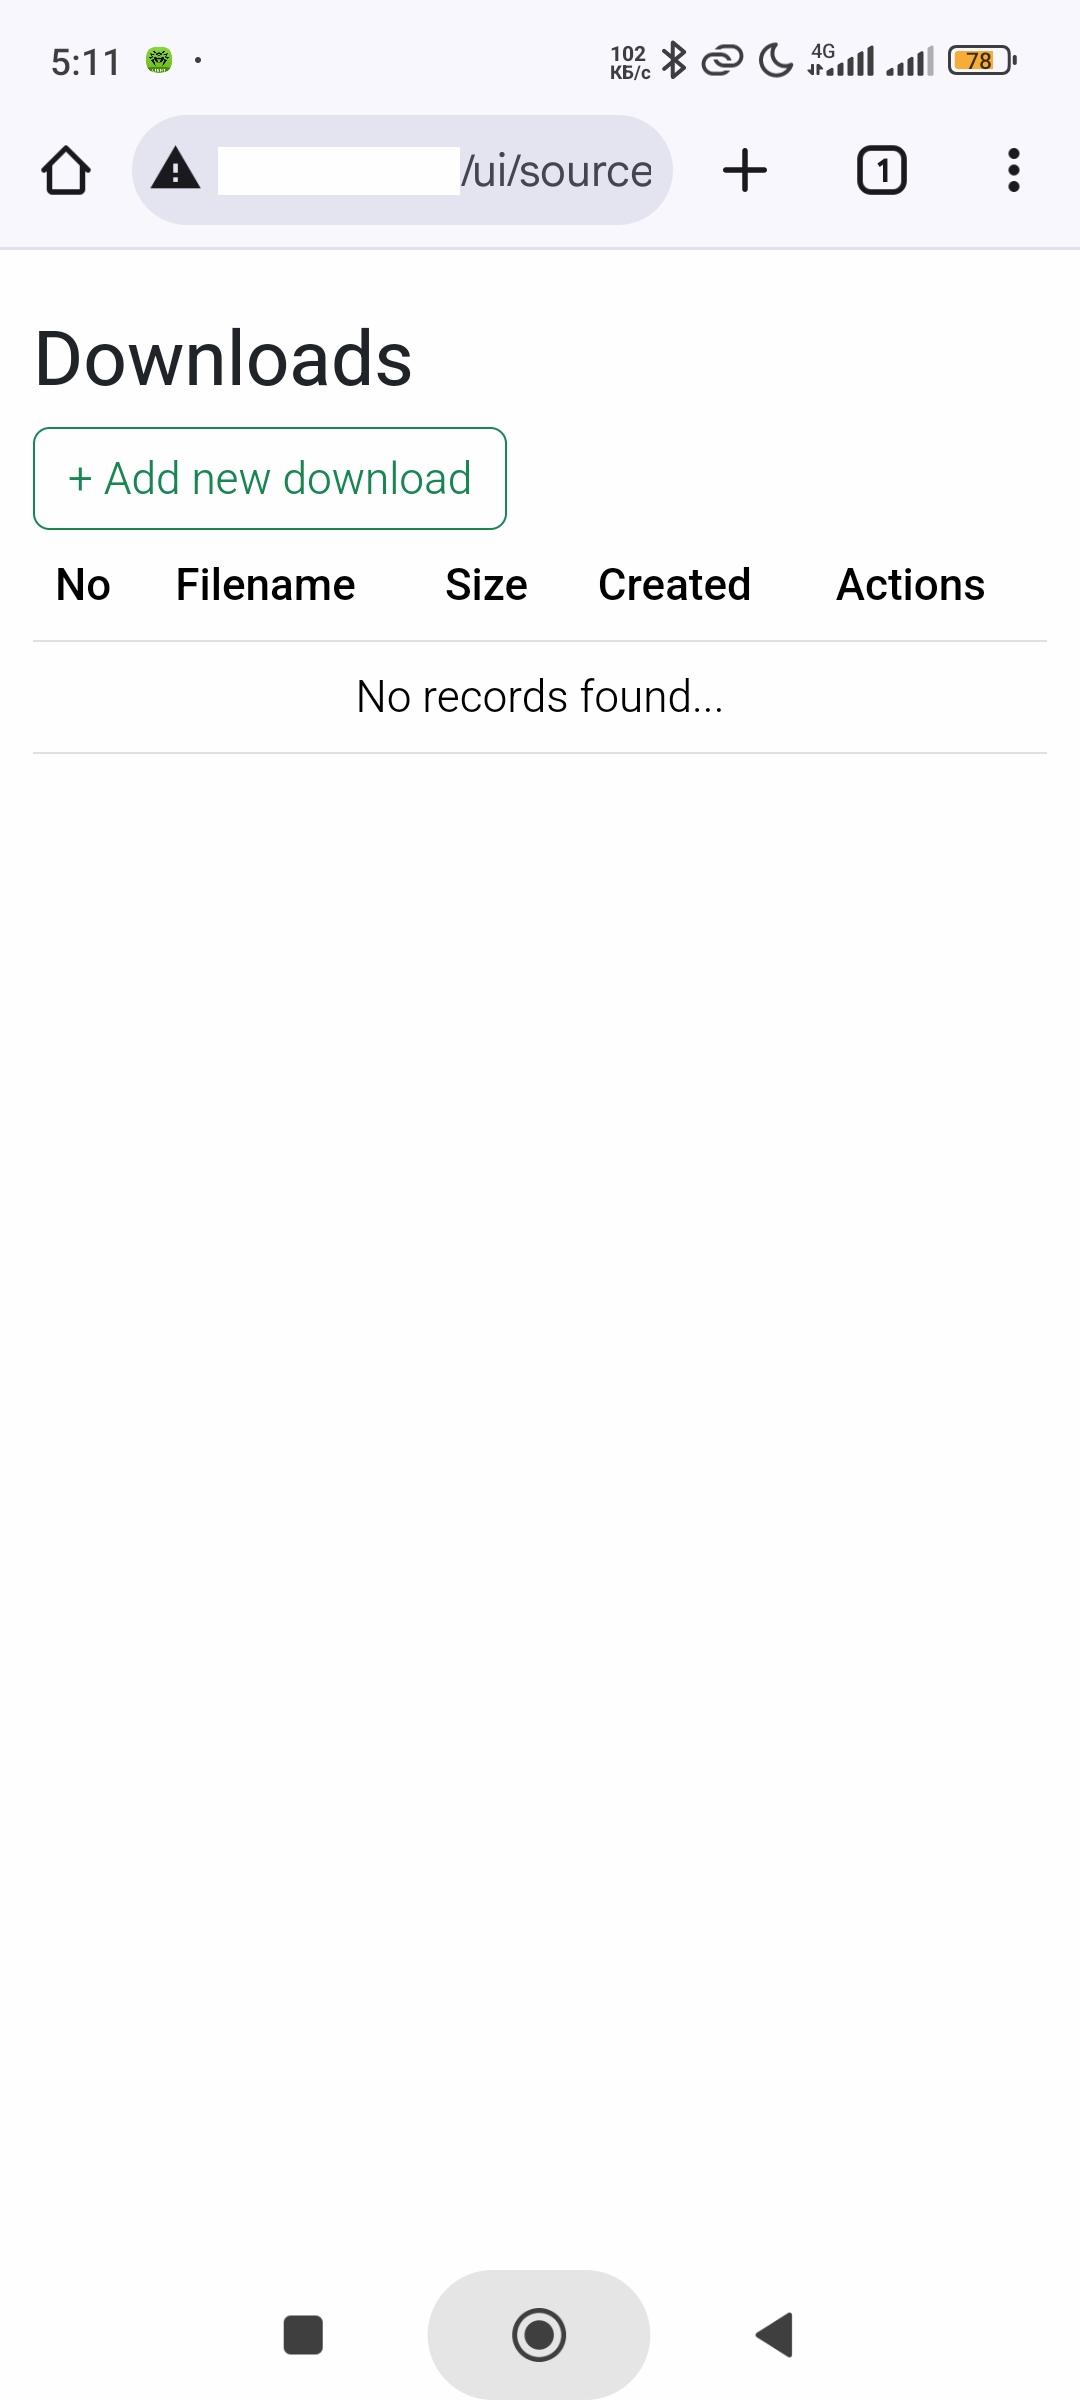 5:11
102 КБ/с 4G 78
/ui/source
1
Downloads
+ Add new download
No Filename Size Created Actions
No records found...